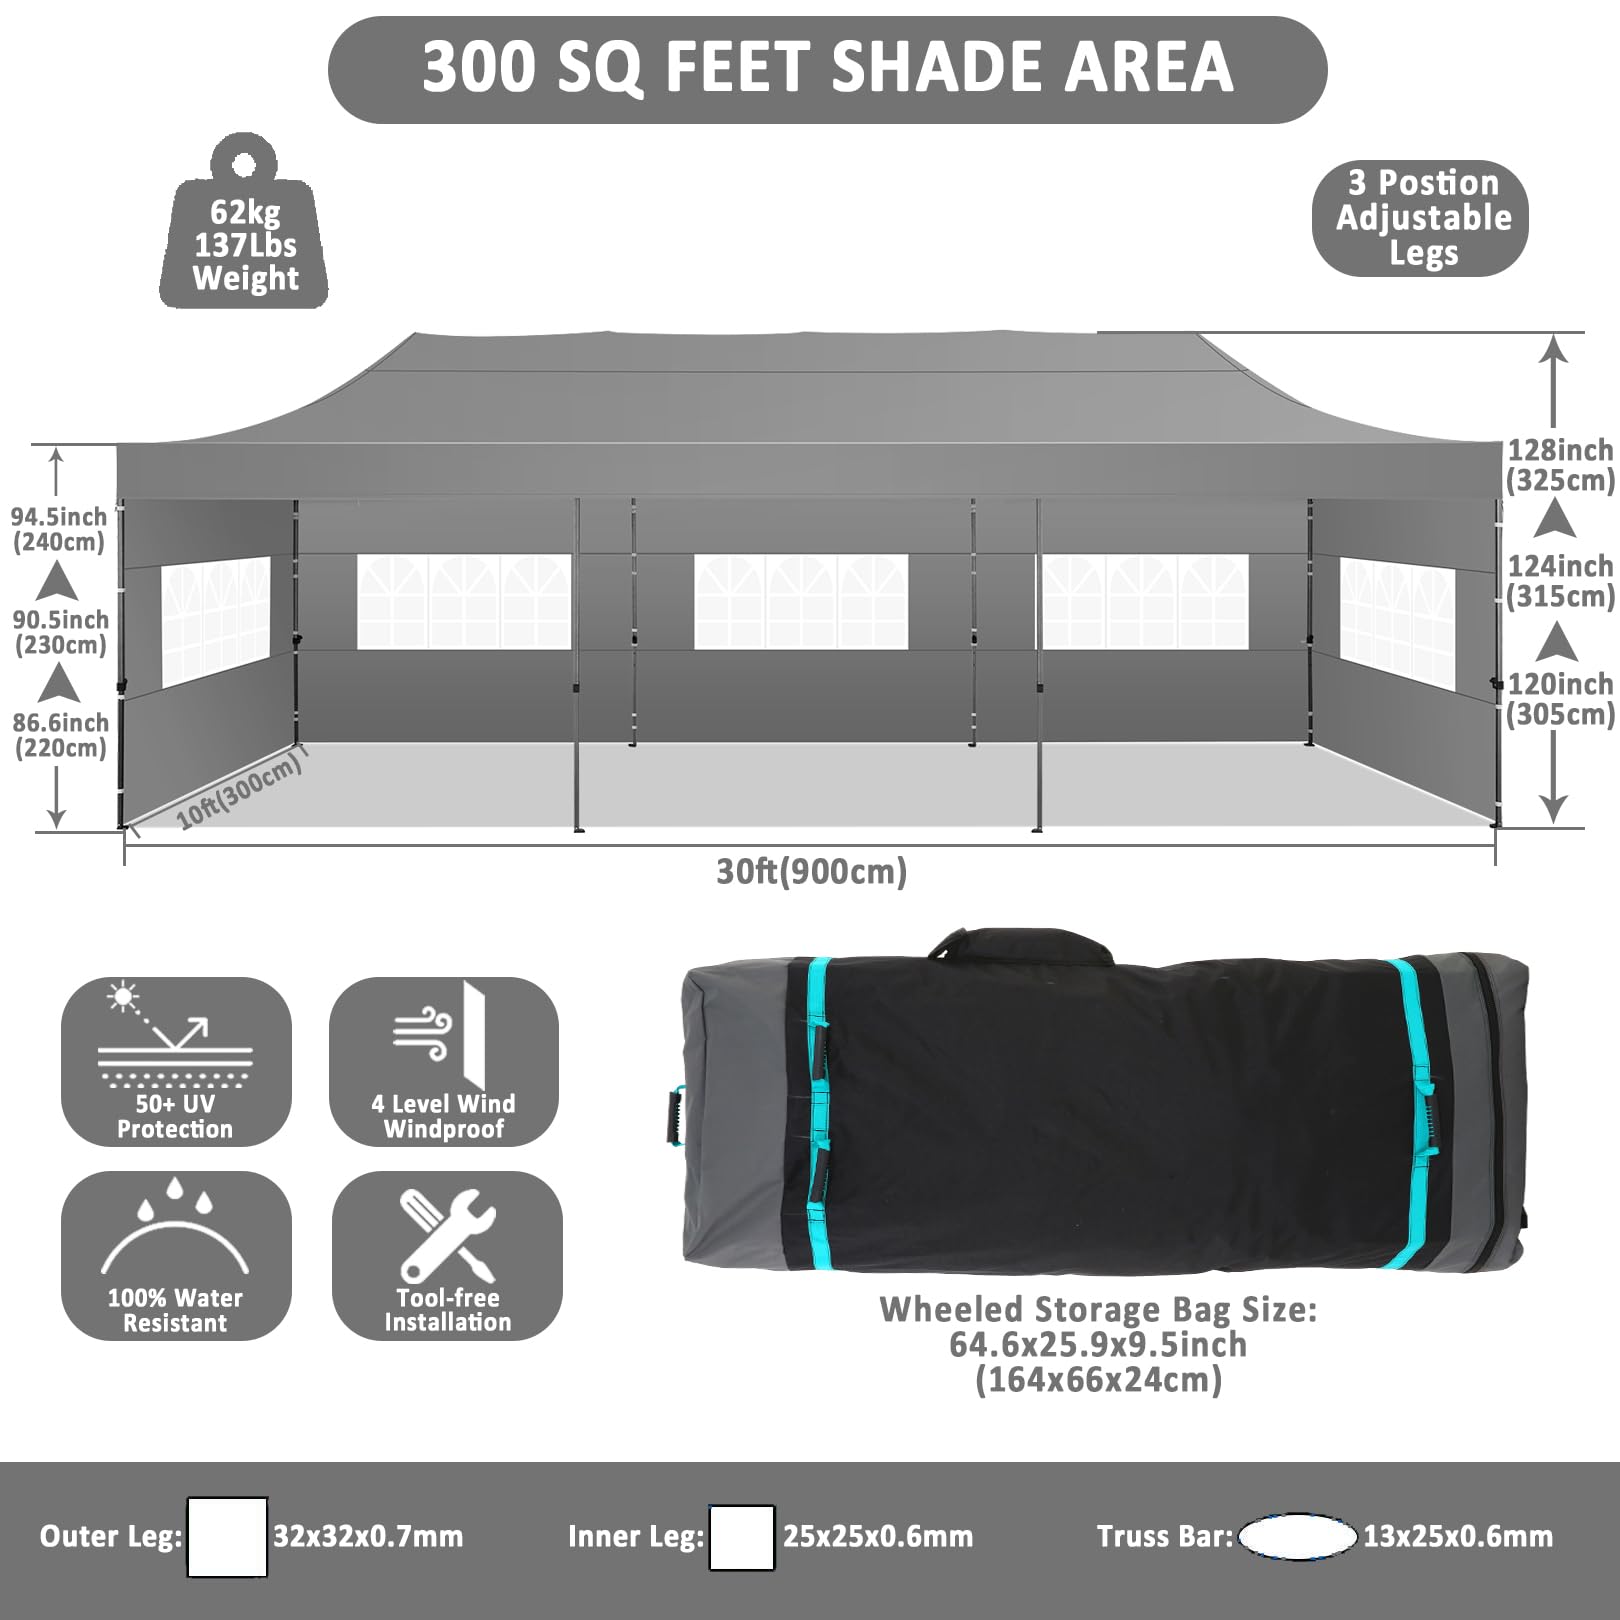 300 SQ FEET SHADE AREA
62kg
137Lbs
Weight
3 Postion
Adjustable
Legs
94.5inch
(240cm)
90.5inch
(230cm)
86.6inch
(220cm)
128inch
(325cm)
124inch
(315cm)
120inch
(305cm)
10ft(300cm)
30ft(900cm)
50+ UV
Protection
4 Level Wind
Windproof
100% Water
Resistant
Tool-free
Installation
Wheeled Storage Bag Size:
64.6x25.9x9.5inch
(164x66x24cm)
Outer Leg: 32x32x0.7mm
Inner Leg: 25x25x0.6mm
Truss Bar: 13x25x0.6mm